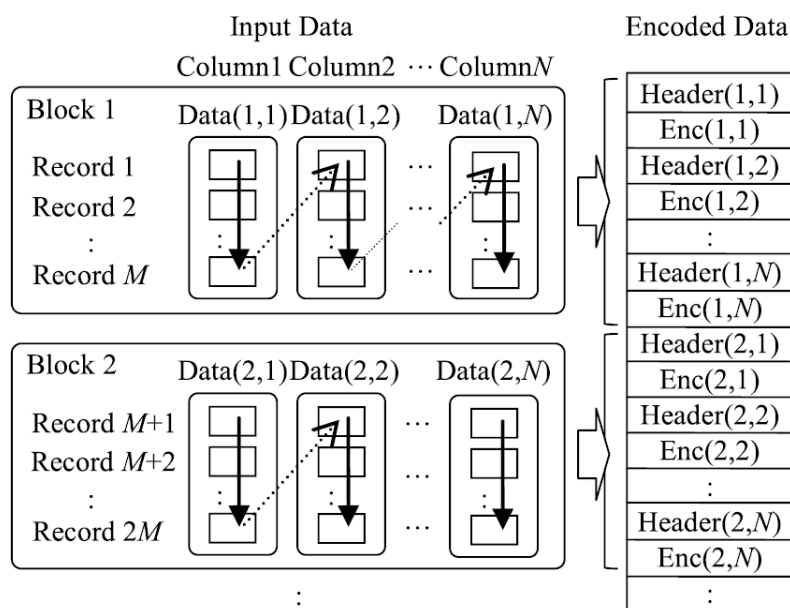 Input Data
Encoded Data
Column1 Column2 ⋯ ColumnN
Block 1
Data(1,1) Data(1,2) Data(1,N)
Record 1 ⋯
Record 2 ⋯
:
Record M ⋯
Block 2
Data(2,1) Data(2,2) Data(2,N)
Record M+1 ⋯
Record M+2 ⋯
:
Record 2M ⋯
:
Header(1,1)
Enc(1,1)
Header(1,2)
Enc(1,2)
:
Header(1,N)
Enc(1,N)
Header(2,1)
Enc(2,1)
Header(2,2)
Enc(2,2)
:
Header(2,N)
Enc(2,N)
: